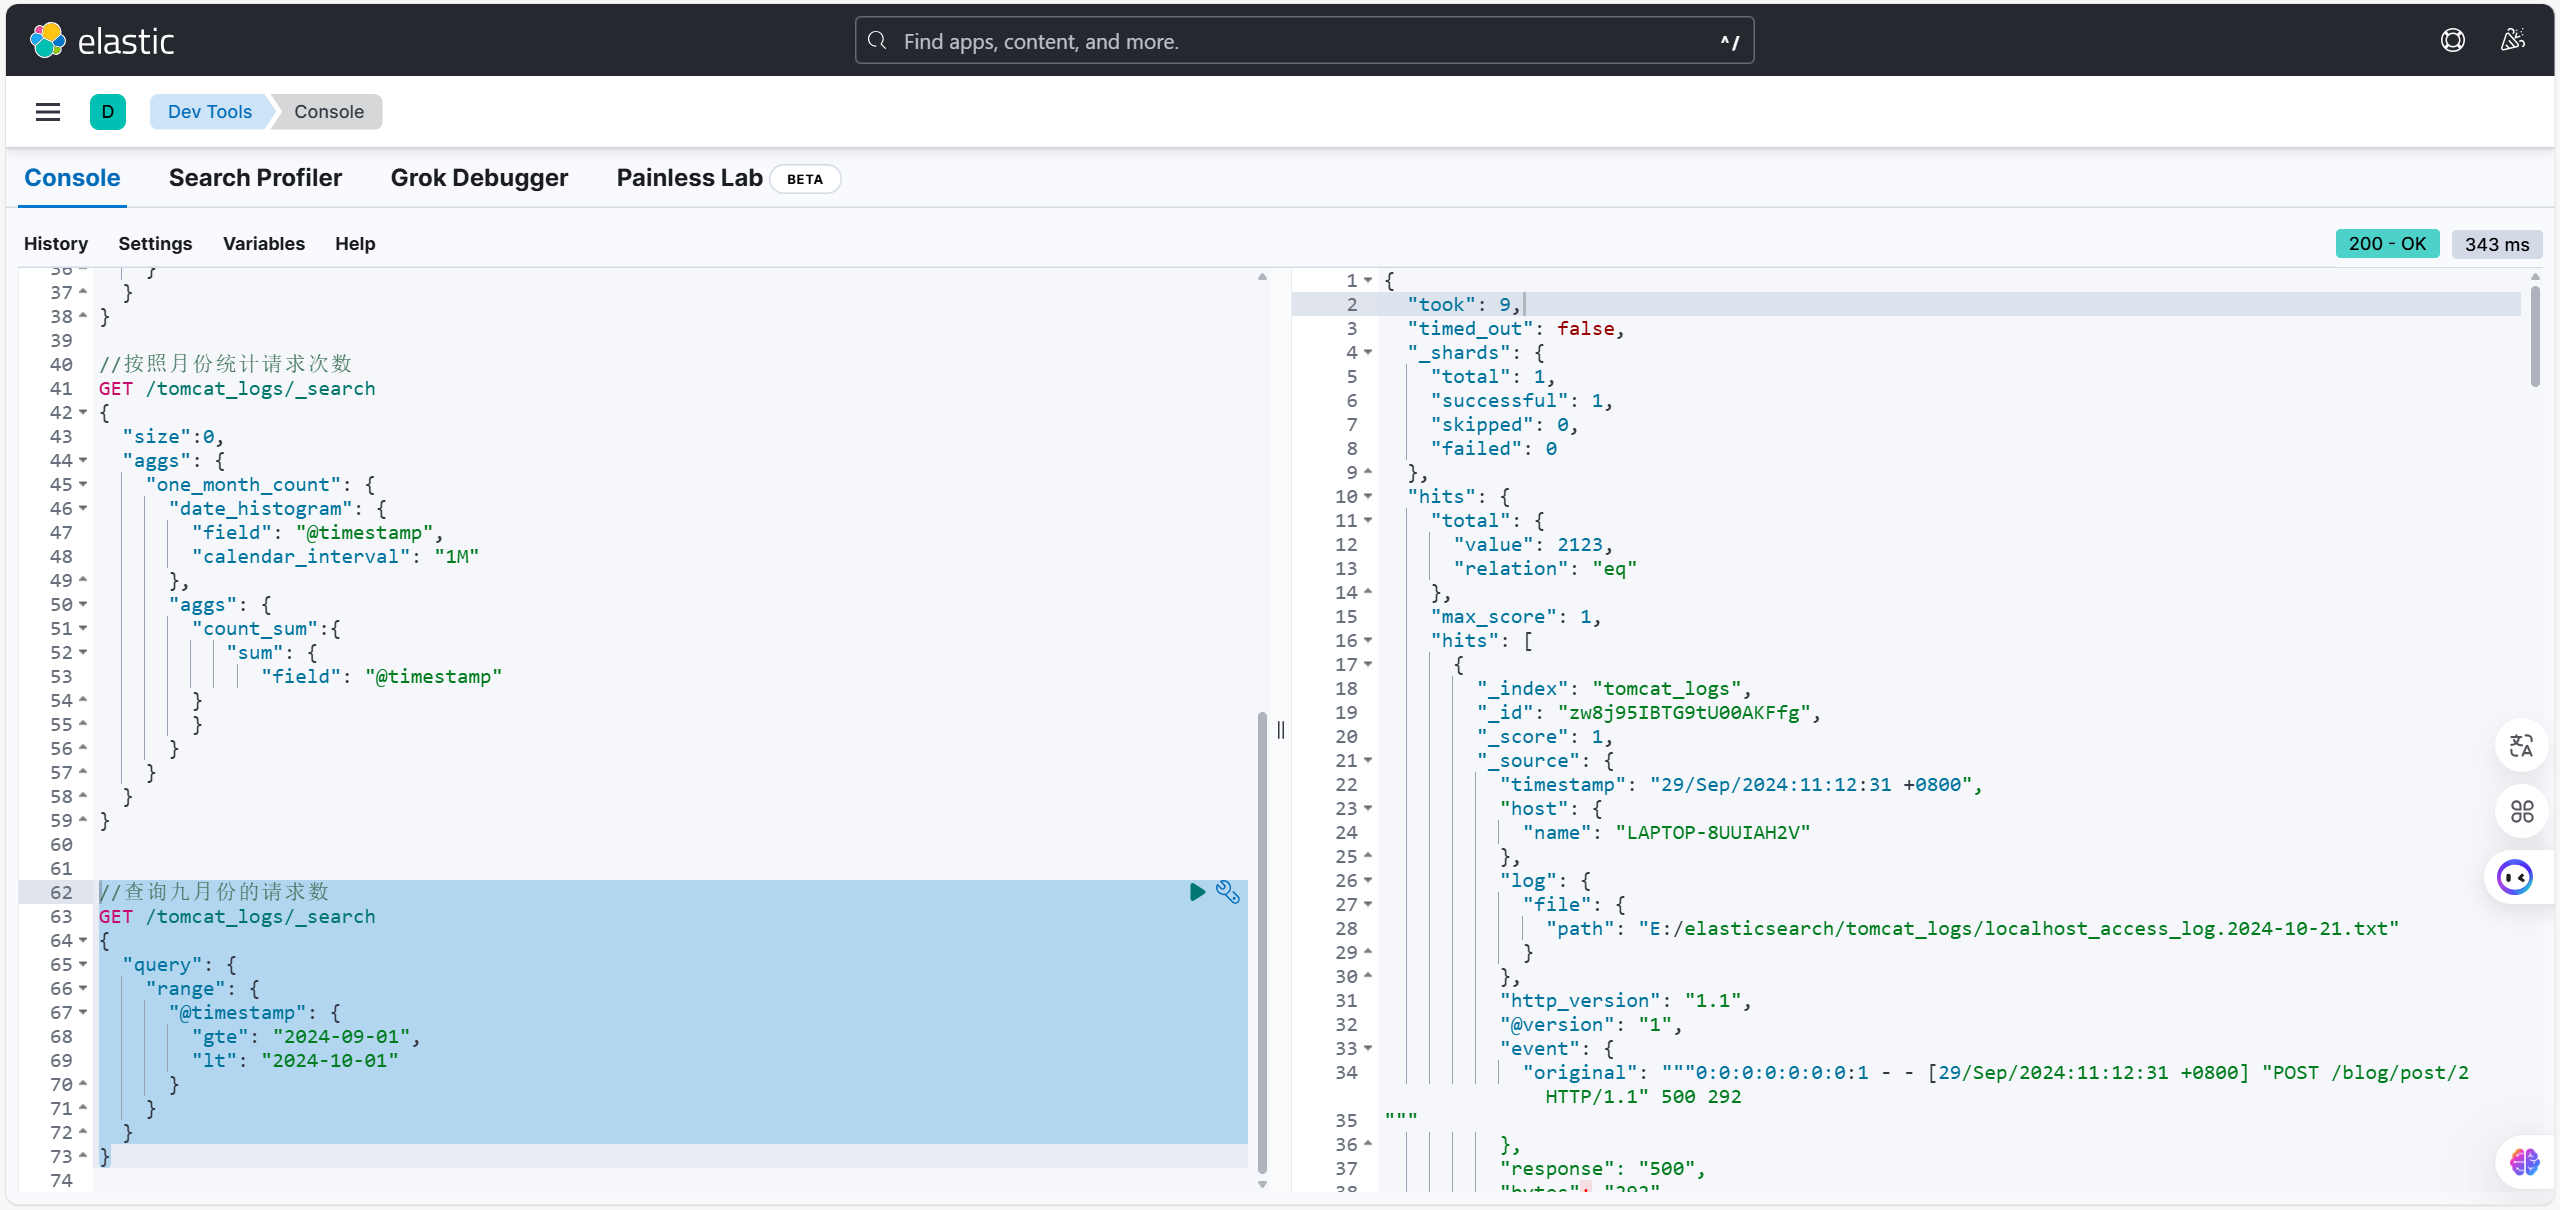 elastic
Find apps, content, and more.
^/
D
Dev Tools
Console
Console
Search Profiler
Grok Debugger
Painless Lab
BETA
History
Settings
Variables
Help
200 - OK
343 ms
36 }
37 }
38 }
39
40 //按照月份统计请求次数
41 GET /tomcat_logs/_search
42 {
43 "size":0,
44 "aggs": {
45 "one_month_count": {
46 "date_histogram": {
47 "field": "@timestamp",
48 "calendar_interval": "1M"
49 },
50 "aggs": {
51 "count_sum":{
52 "sum": {
53 "field": "@timestamp"
54 }
55 }
56 }
57 }
58 }
59 }
60
61
62 //查询九月份的请求数
63 GET /tomcat_logs/_search
64 {
65 "query": {
66 "range": {
67 "@timestamp": {
68 "gte": "2024-09-01",
69 "lt": "2024-10-01"
70 }
71 }
72 }
73 }
74
1 {
2 "took": 9,
3 "timed_out": false,
4 "_shards": {
5 "total": 1,
6 "successful": 1,
7 "skipped": 0,
8 "failed": 0
9 },
10 "hits": {
11 "total": {
12 "value": 2123,
13 "relation": "eq"
14 },
15 "max_score": 1,
16 "hits": [
17 {
18 "_index": "tomcat_logs",
19 "_id": "zw8j95IBTG9tU00AKFfg",
20 "_score": 1,
21 "_source": {
22 "timestamp": "29/Sep/2024:11:12:31 +0800",
23 "host": {
24 "name": "LAPTOP-8UUIAH2V"
25 },
26 "log": {
27 "file": {
28 "path": "E:/elasticsearch/tomcat_logs/localhost_access_log.2024-10-21.txt"
29 }
30 },
31 "http_version": "1.1",
32 "@version": "1",
33 "event": {
34 "original": """0:0:0:0:0:0:0:1 - - [29/Sep/2024:11:12:31 +0800] "POST /blog/post/2
HTTP/1.1" 500 292
35 """
36 },
37 "response": "500",
38 "bytes": "292"